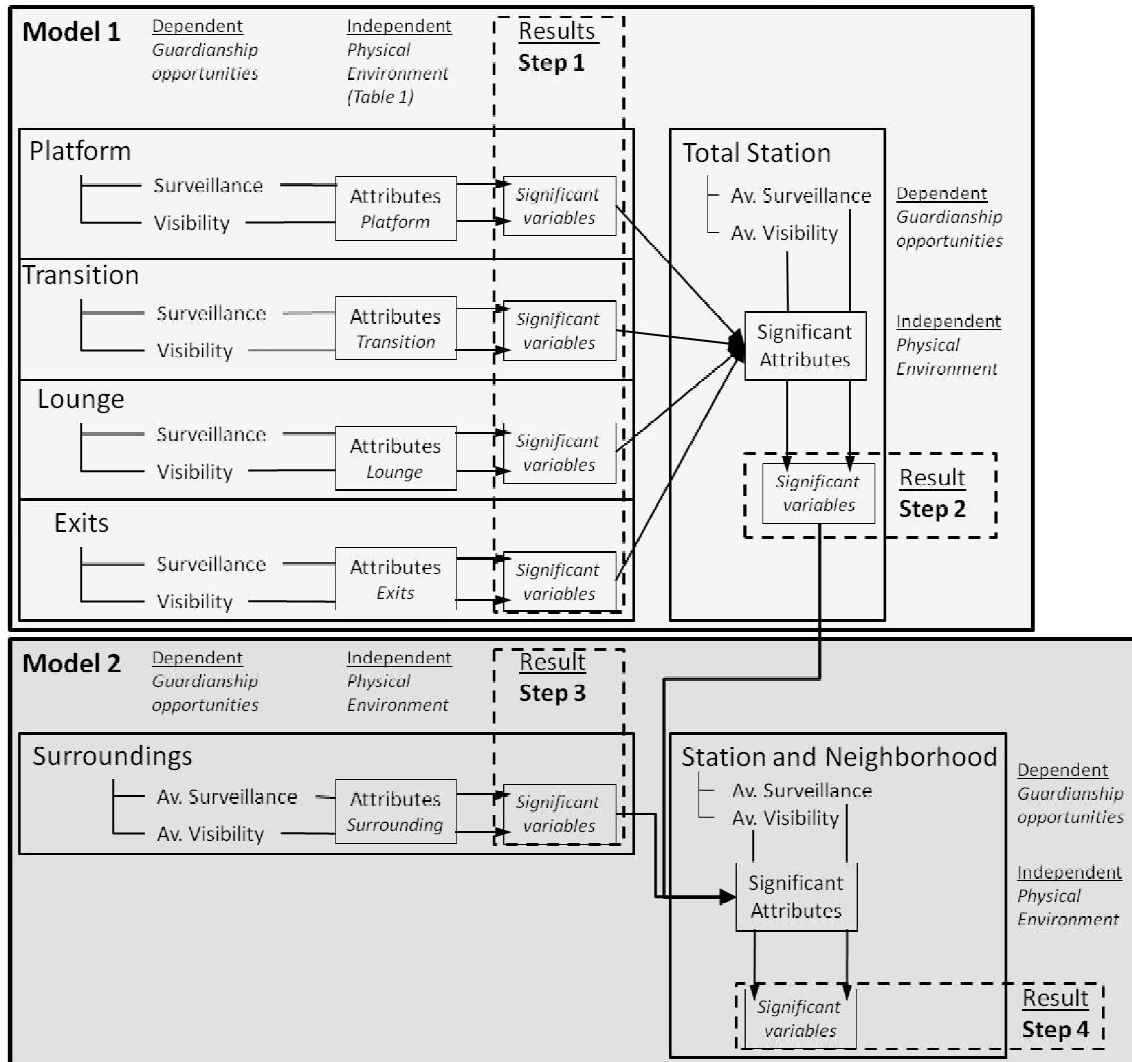 Model 1
Dependent
Guardianship
opportunities
Independent
Physical
Environment
(Table 1)
Results
Step 1
Platform
Surveillance
Visibility
Attributes
Platform
Significant
variables
Transition
Surveillance
Visibility
Attributes
Transition
Significant
variables
Lounge
Surveillance
Visibility
Attributes
Lounge
Significant
variables
Exits
Surveillance
Visibility
Attributes
Exits
Significant
variables
Total Station
Av. Surveillance
Av. Visibility
Dependent
Guardianship
opportunities
Significant
Attributes
Independent
Physical
Environment
Significant
variables
Result
Step 2
Model 2
Dependent
Guardianship
opportunities
Independent
Physical
Environment
Result
Step 3
Surroundings
Av. Surveillance
Av. Visibility
Attributes
Surrounding
Significant
variables
Station and Neighborhood
Av. Surveillance
Av. Visibility
Dependent
Guardianship
opportunities
Significant
Attributes
Independent
Physical
Environment
Significant
variables
Result
Step 4